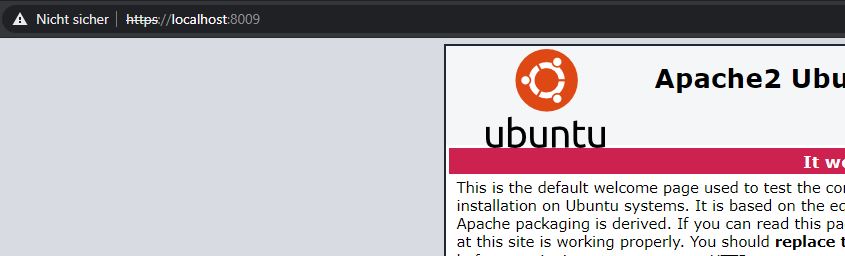 Nicht sicher | https://localhost:8009
Apache2 Ubu
ubuntu
It w
This is the default welcome page used to test the co
installation on Ubuntu systems. It is based on the e
Apache packaging is derived. If you can read this pa
at this site is working properly. You should replace t